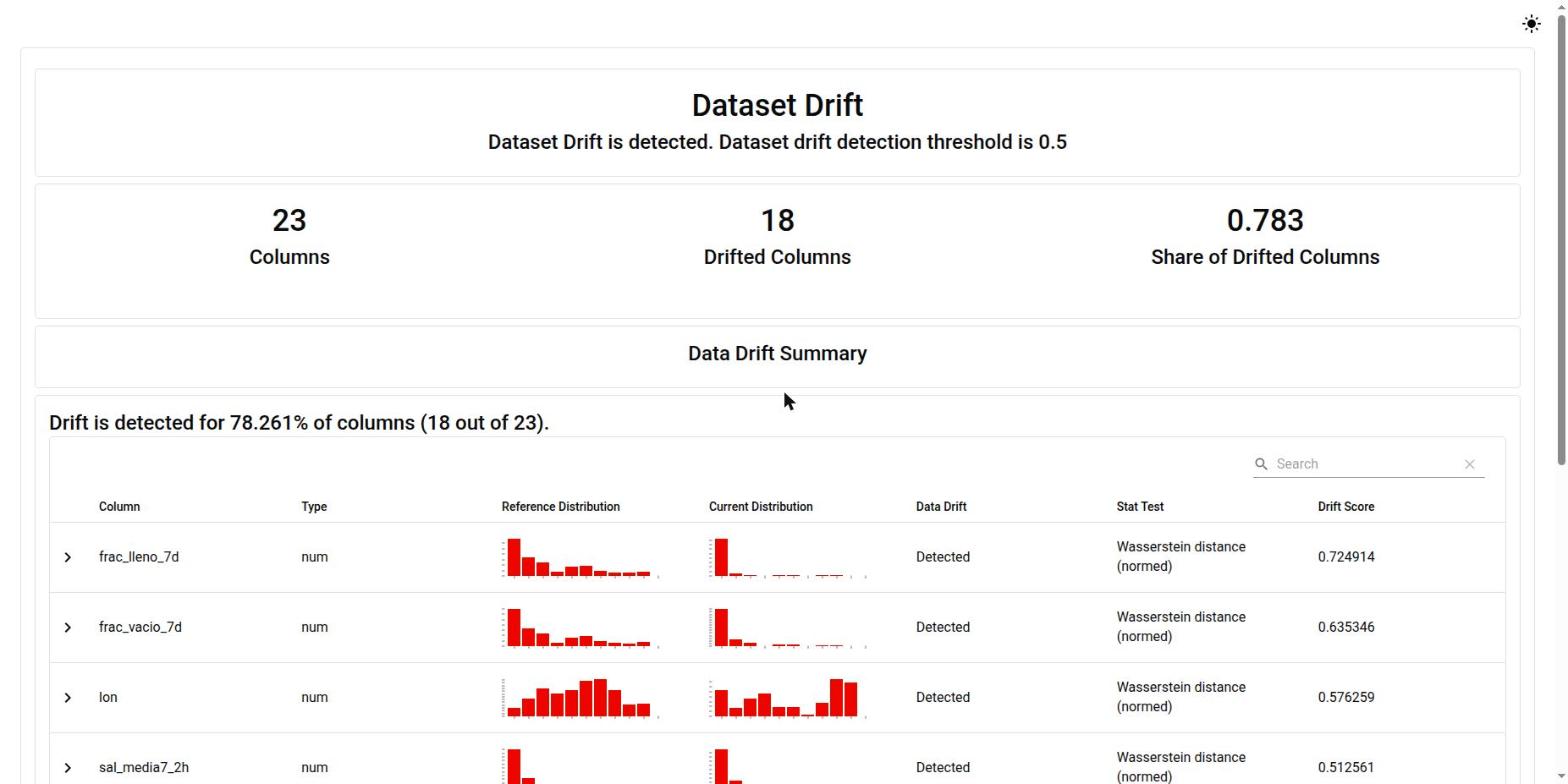 Dataset Drift
Dataset Drift is detected. Dataset drift detection threshold is 0.5
23
18
0.783
Columns
Drifted Columns
Share of Drifted Columns
Data Drift Summary
Drift is detected for 78.261% of columns (18 out of 23).
Search
Column Type Reference Distribution Current Distribution Data Drift Stat Test Drift Score
frac_lleno_7d num Detected Wasserstein distance (normed) 0.724914
frac_vacio_7d num Detected Wasserstein distance (normed) 0.635346
lon num Detected Wasserstein distance (normed) 0.576259
sal_media7_2h num Detected Wasserstein distance (normed) 0.512561